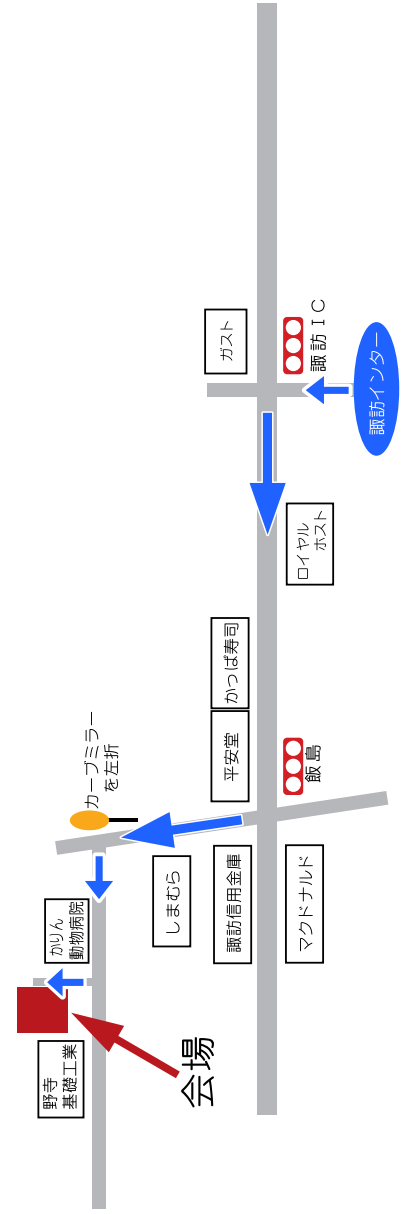 ガスト
諏訪IC
諏訪インター
ロイヤル
ホスト
かっぱ寿司
平安堂
飯島
カーブミラー
を左折
しまむら
諏訪信用金庫
マクドナルド
かりん
動物病院
会場
野寺
基礎工業